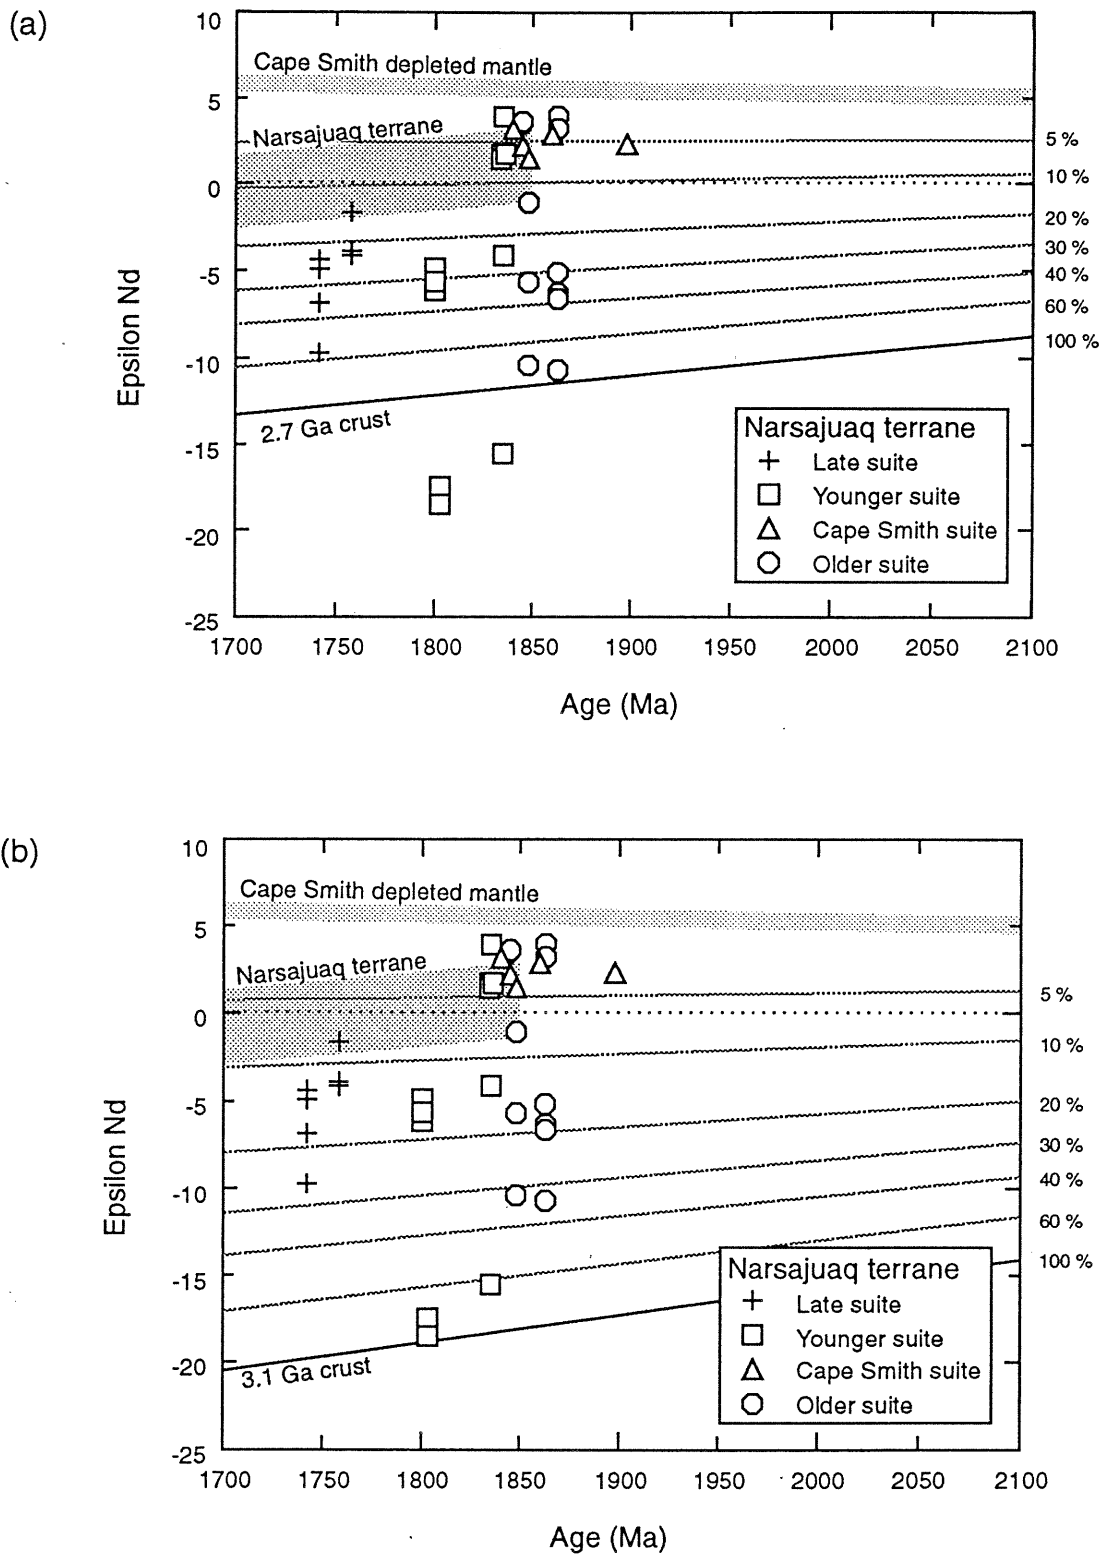 (a)
10
5
0
-5
-10
-15
-20
-25
Epsilon Nd
Cape Smith depleted mantle
Narsajuaq terrane
2.7 Ga crust
5 %
10 %
20 %
30 %
40 %
60 %
100 %
Narsajuaq terrane
Late suite
Younger suite
Cape Smith suite
Older suite
1700 1750 1800 1850 1900 1950 2000 2050 2100
Age (Ma)
(b)
10
5
0
-5
-10
-15
-20
-25
Epsilon Nd
Cape Smith depleted mantle
Narsajuaq terrane
3.1 Ga crust
5 %
10 %
20 %
30 %
40 %
60 %
100 %
Narsajuaq terrane
Late suite
Younger suite
Cape Smith suite
Older suite
1700 1750 1800 1850 1900 1950 2000 2050 2100
Age (Ma)